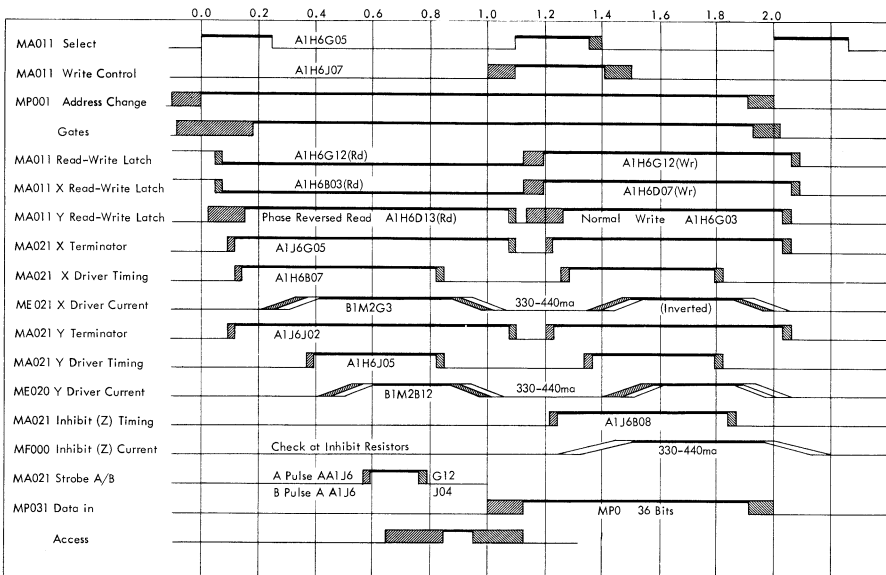 0.0 0.2 0.4 0.6 0.8 1.0 1.2 1.4 1.6 1.8 2.0
MA011 Select A1H6G05
MA011 Write Control A1H6J07
MP001 Address Change
Gates
MA011 Read-Write Latch A1H6G12(Rd) A1H6G12(Wr)
MA011 X Read-Write Latch A1H6B03(Rd) A1H6D07(Wr)
MA011 Y Read-Write Latch Phase Reversed Read A1H6D13(Rd) Normal Write A1H6G03
MA021 X Terminator A1J6G05
MA021 X Driver Timing A1H6B07
ME021 X Driver Current B1M2G3 330-440ma (Inverted)
MA021 Y Terminator A1J6J02
MA021 Y Driver Timing A1H6J05
ME020 Y Driver Current B1M2B12 330-440ma
MA021 Inhibit (Z) Timing A1J6B08
MF000 Inhibit (Z) Current Check at Inhibit Resistors 330-440ma
MA021 Strobe A/B A Pulse AA1J6 G12
B Pulse A A1J6 J04
MP031 Data in MP0 36 Bits
Access